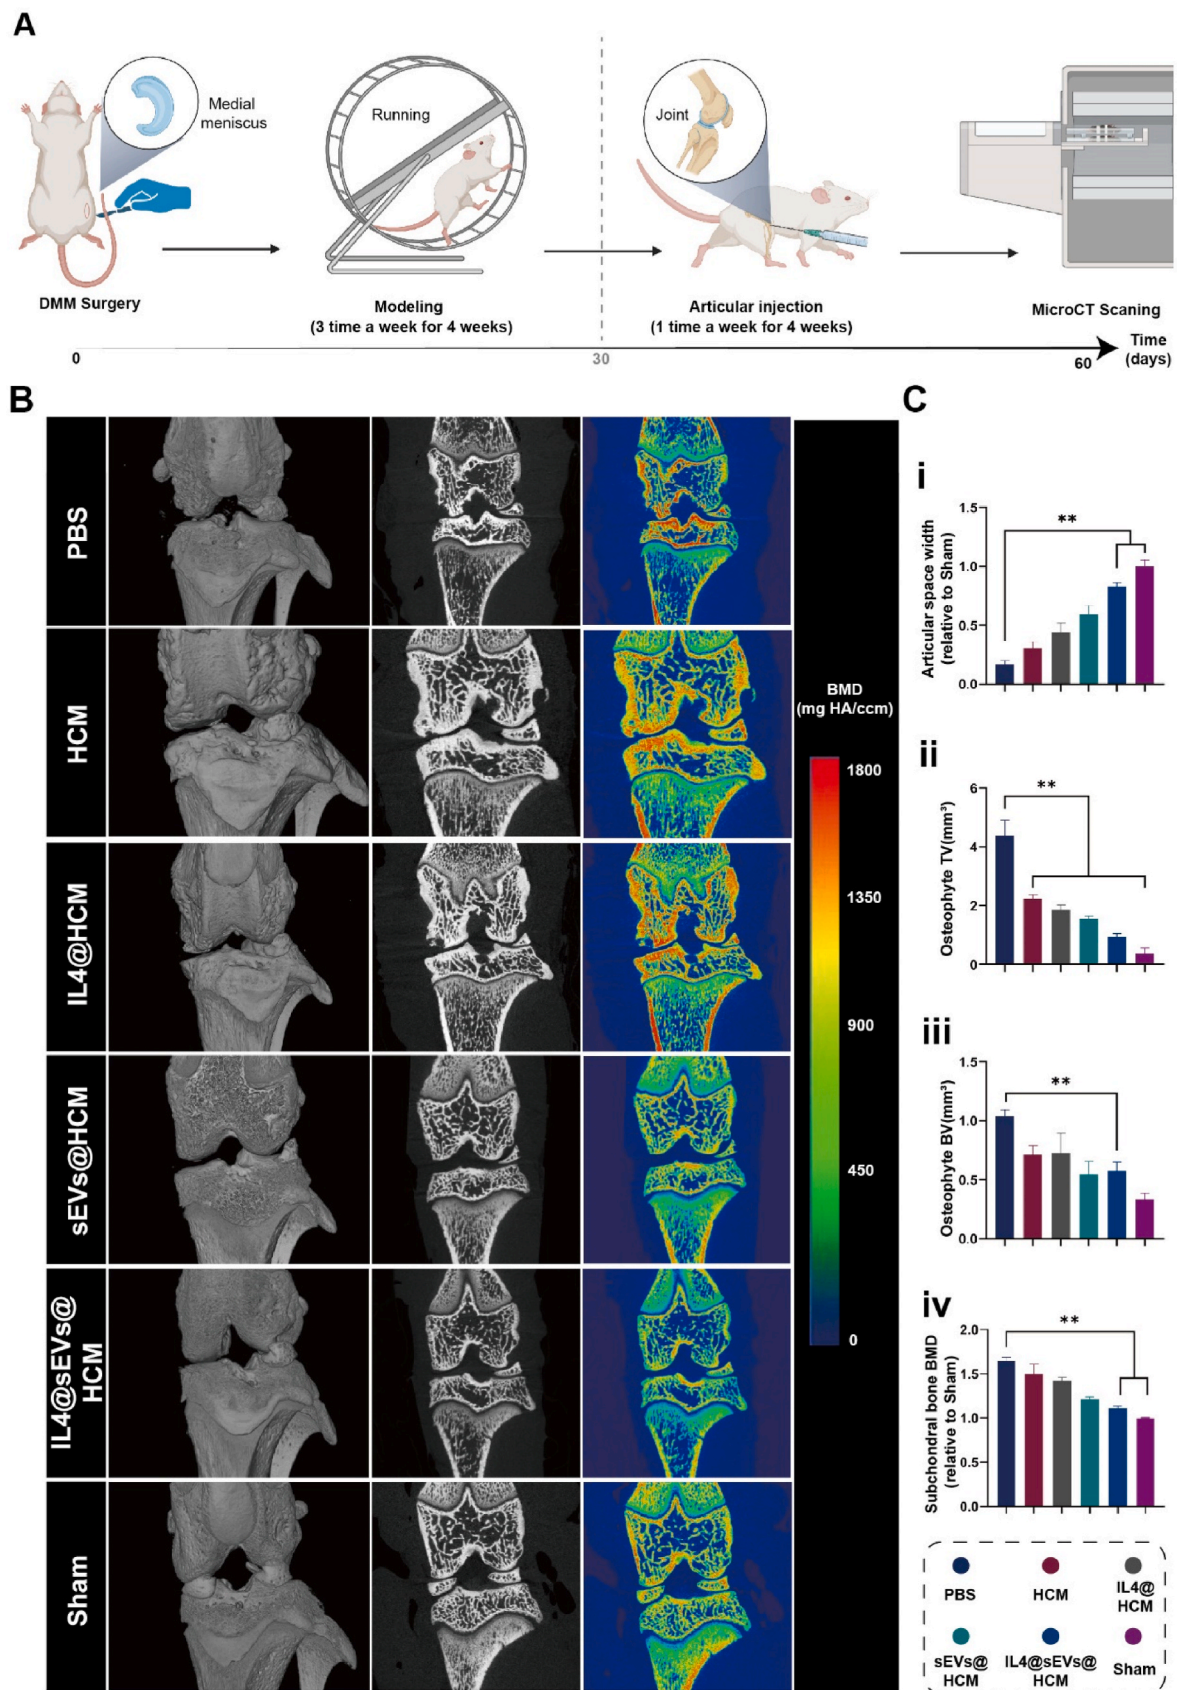 A
Medial
meniscus
Running
Joint
DMM Surgery
Modeling
(3 time a week for 4 weeks)
Articular injection
(1 time a week for 4 weeks)
MicroCT Scaning
0
30
60
Time
(days)
B
PBS
HCM
IL4@HCM
sEVs@HCM
IL4@sEVs@
HCM
Sham
BMD
(mg HA/ccm)
1800
1350
900
450
0
C
i
Articular space width
(relative to Sham)
1.5
1.0
0.5
0.0
**
ii
Osteophyte TV(mm³)
6
4
2
0
**
iii
Osteophyte BV(mm³)
1.5
1.0
0.5
0.0
**
iv
Subchondral bone BMD
(relative to Sham)
2.0
1.5
1.0
0.5
0.0
**
PBS
HCM
IL4@
HCM
sEVs@
HCM
IL4@sEVs@
HCM
Sham